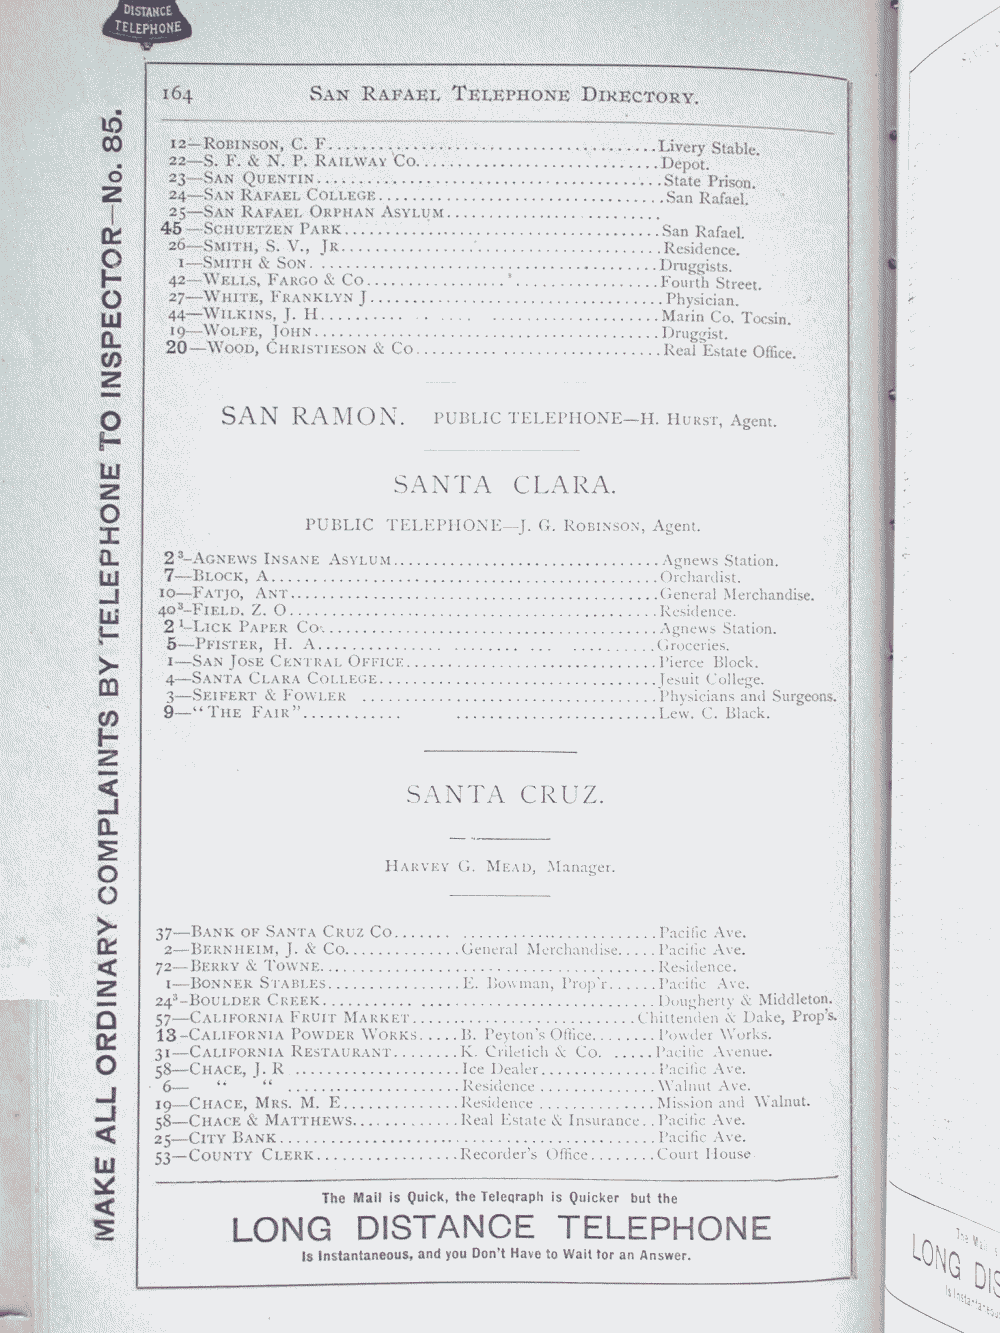 DISTANCE
TELEPHONE
MAKE ALL ORDINARY COMPLAINTS BY TELEPHONE TO INSPECTOR—No. 85.
164 SAN RAFAEL TELEPHONE DIRECTORY.
12—ROBINSON, C. F. Livery Stable.
22—S. F. & N. P. RAILWAY CO. Depot.
23—SAN QUENTIN State Prison.
24—SAN RAFAEL COLLEGE San Rafael.
25—SAN RAFAEL ORPHAN ASYLUM
45—SCHUETZEN PARK San Rafael.
26—SMITH, S. V., JR. Residence.
1—SMITH & SON Druggists.
42—WELLS, FARGO & CO. Fourth Street.
27—WHITE, FRANKLYN J. Physician.
44—WILKINS, J. H. Marin Co. Tocsin.
19—WOLFE, JOHN Druggist.
20—WOOD, CHRISTIESON & CO. Real Estate Office.
SAN RAMON. PUBLIC TELEPHONE—H. HURST, Agent.
SANTA CLARA.
PUBLIC TELEPHONE—J. G. ROBINSON, Agent.
2³–AGNEWS INSANE ASYLUM Agnews Station.
7—BLOCK, A. Orchardist.
10—FATJO, ANT General Merchandise.
40³–FIELD, Z. O. Residence.
2¹–LICK PAPER CO. Agnews Station.
5—PFISTER, H. A. Groceries.
1—SAN JOSE CENTRAL OFFICE Pierce Block.
4—SANTA CLARA COLLEGE Jesuit College.
3—SEIFERT & FOWLER Physicians and Surgeons.
9—“THE FAIR” Lew. C. Black.
SANTA CRUZ.
HARVEY G. MEAD, Manager.
37—BANK OF SANTA CRUZ CO. Pacific Ave.
2—BERNHEIM, J. & CO. General Merchandise. Pacific Ave.
72—BERRY & TOWNE Residence.
1—BONNER STABLES E. Bowman, Prop'r. Pacific Ave.
24³–BOULDER CREEK Dougherty & Middleton.
57—CALIFORNIA FRUIT MARKET Chittenden & Dake, Prop's.
13–CALIFORNIA POWDER WORKS B. Peyton's Office. Powder Works.
31—CALIFORNIA RESTAURANT K. Criletich & Co. Pacific Avenue.
58—CHACE, J. R Ice Dealer. Pacific Ave.
6— “ “ Residence Walnut Ave.
19—CHACE, MRS. M. E. Residence Mission and Walnut.
58—CHACE & MATTHEWS Real Estate & Insurance. Pacific Ave.
25—CITY BANK Pacific Ave.
53—COUNTY CLERK Recorder's Office. Court House
The Mail is Quick, the Telegraph is Quicker but the
LONG DISTANCE TELEPHONE
Is Instantaneous, and you Don't Have to Wait for an Answer.
LONG DIS